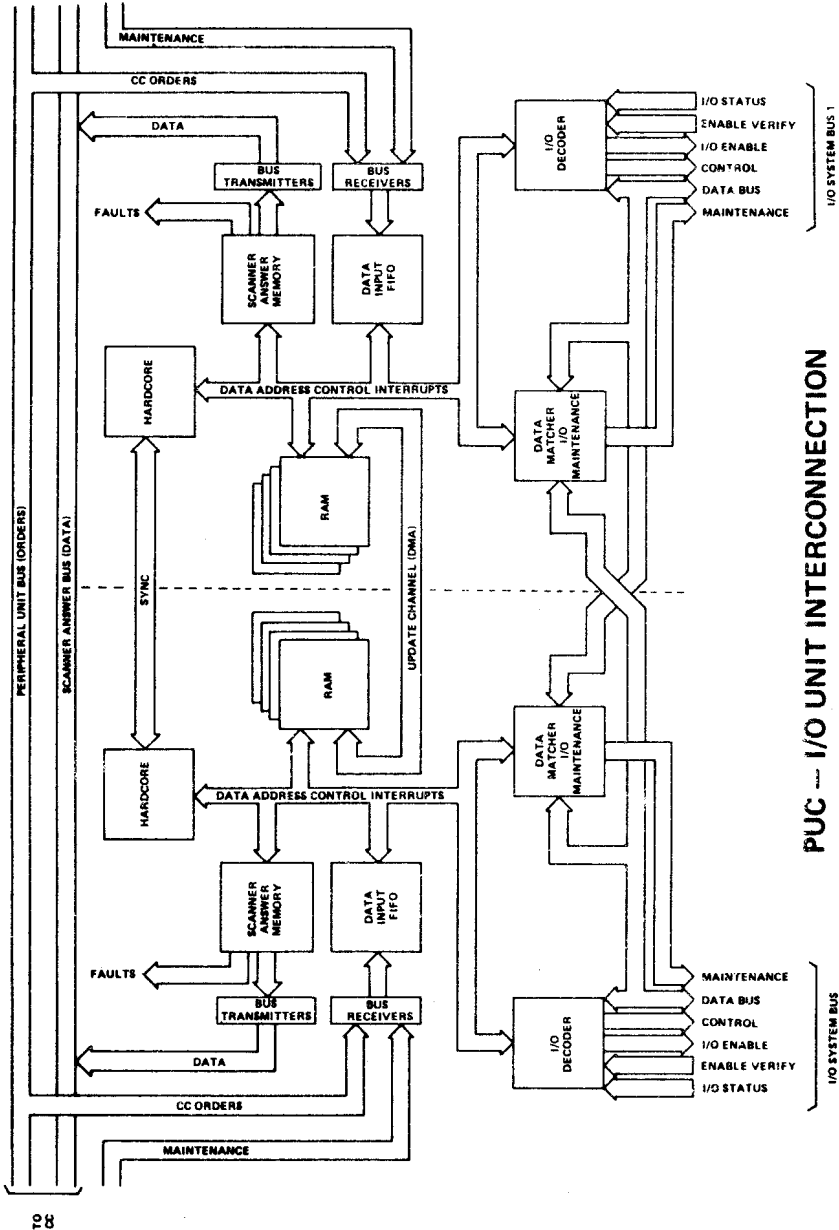 TO
CC
PERIPHERAL UNIT BUS (ORDERS)
SCANNER ANSWER BUS (DATA)
MAINTENANCE
CC ORDERS
DATA
FAULTS
BUS
TRANSMITTERS
BUS
RECEIVERS
SCANNER
ANSWER
MEMORY
DATA
INPUT
FIFO
HARDCORE
DATA ADDRESS CONTROL INTERRUPTS
RAM
SYNC
UPDATE CHANNEL (DMA)
I/O
DECODER
DATA
MATCHER
I/O
MAINTENANCE
I/O STATUS
ENABLE VERIFY
I/O ENABLE
CONTROL
DATA BUS
MAINTENANCE
I/O SYSTEM BUS 1
HARDCORE
DATA ADDRESS CONTROL INTERRUPTS
RAM
SCANNER
ANSWER
MEMORY
DATA
INPUT
FIFO
FAULTS
BUS
TRANSMITTERS
BUS
RECEIVERS
DATA
CC ORDERS
MAINTENANCE
DATA
MATCHER
I/O
MAINTENANCE
I/O
DECODER
MAINTENANCE
DATA BUS
CONTROL
I/O ENABLE
ENABLE VERIFY
I/O STATUS
I/O SYSTEM BUS
PUC — I/O UNIT INTERCONNECTION